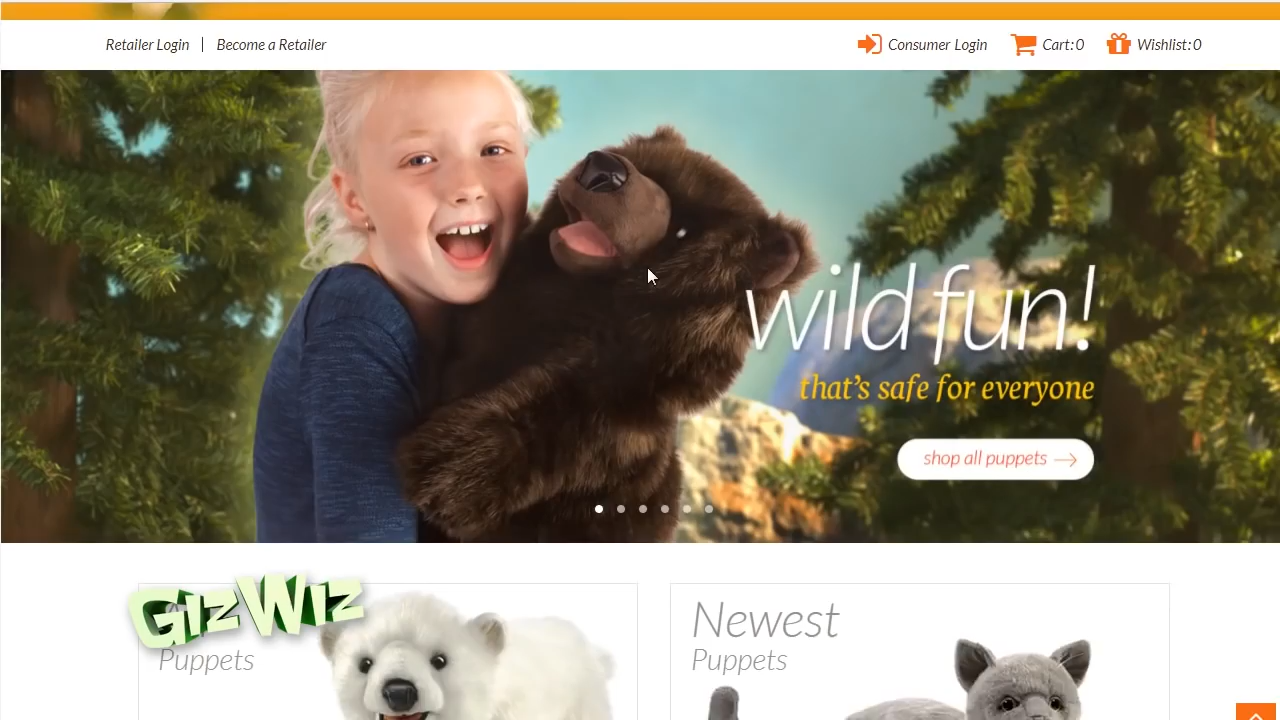 Retailer Login | Become a Retailer
Consumer Login Cart:0 Wishlist:0
wild fun!
that's safe for everyone
shop all puppets
GizWiz
Puppets
Newest
Puppets